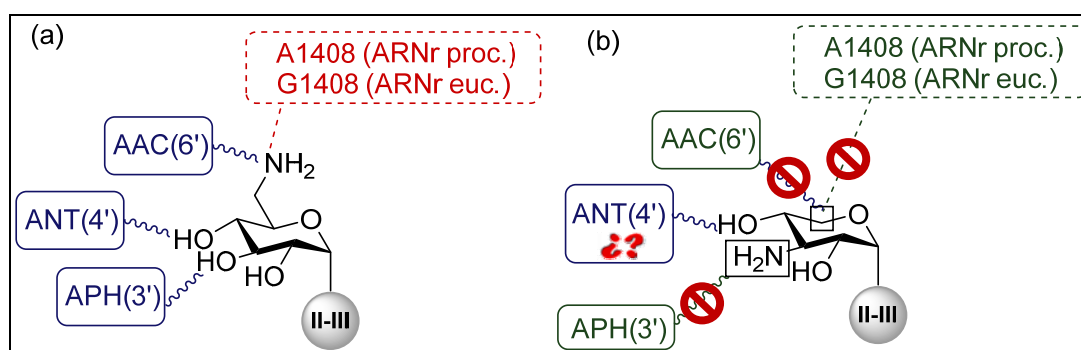 (a)
A1408 (ARNr proc.)
G1408 (ARNr euc.)
AAC(6')
NH2
ANT(4')
HO
O
HO
HO
APH(3')
II-III
(b)
A1408 (ARNr proc.)
G1408 (ARNr euc.)
AAC(6')
ANT(4')
¿?
HO
O
H2N
HO
APH(3')
II-III